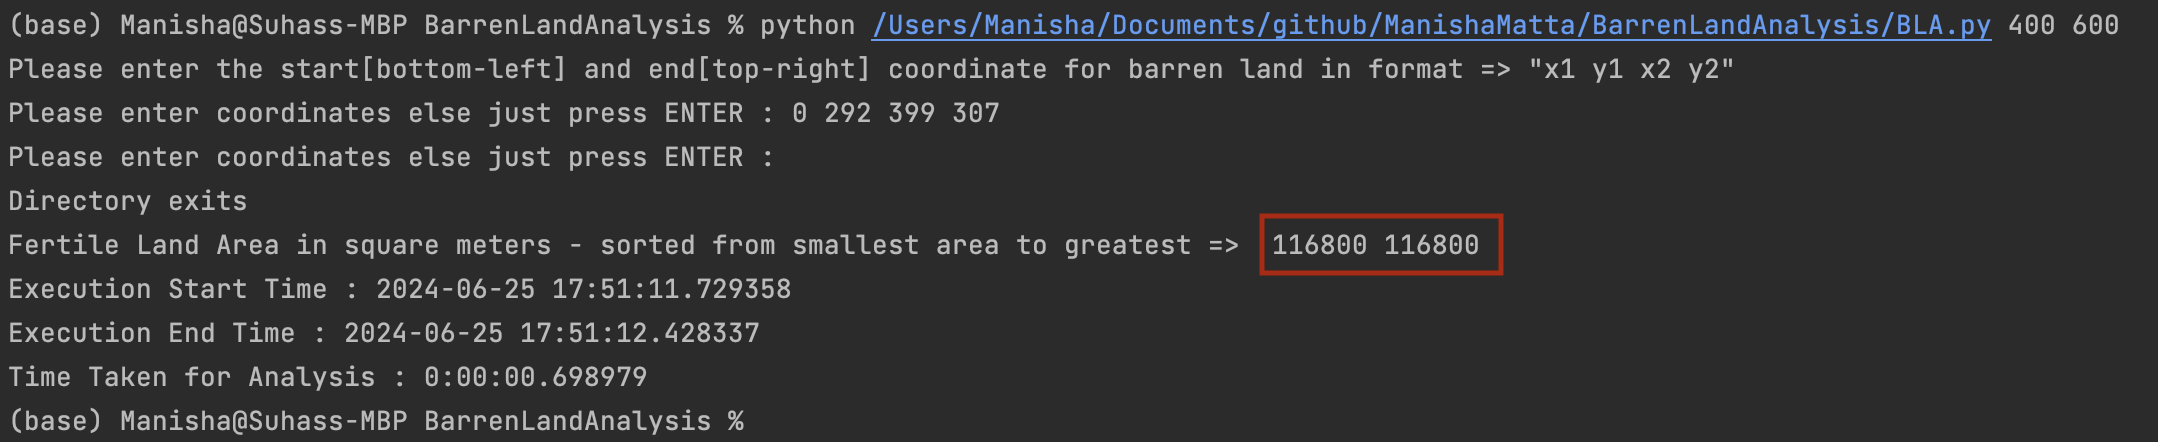 (base) Manisha@Suhass-MBP BarrenLandAnalysis % python /Users/Manisha/Documents/github/ManishaMatta/BarrenLandAnalysis/BLA.py 400 600
Please enter the start[bottom-left] and end[top-right] coordinate for barren land in format => "x1 y1 x2 y2"
Please enter coordinates else just press ENTER : 0 292 399 307
Please enter coordinates else just press ENTER :
Directory exits
Fertile Land Area in square meters - sorted from smallest area to greatest =>  116800 116800
Execution Start Time : 2024-06-25 17:51:11.729358
Execution End Time : 2024-06-25 17:51:12.428337
Time Taken for Analysis : 0:00:00.698979
(base) Manisha@Suhass-MBP BarrenLandAnalysis %